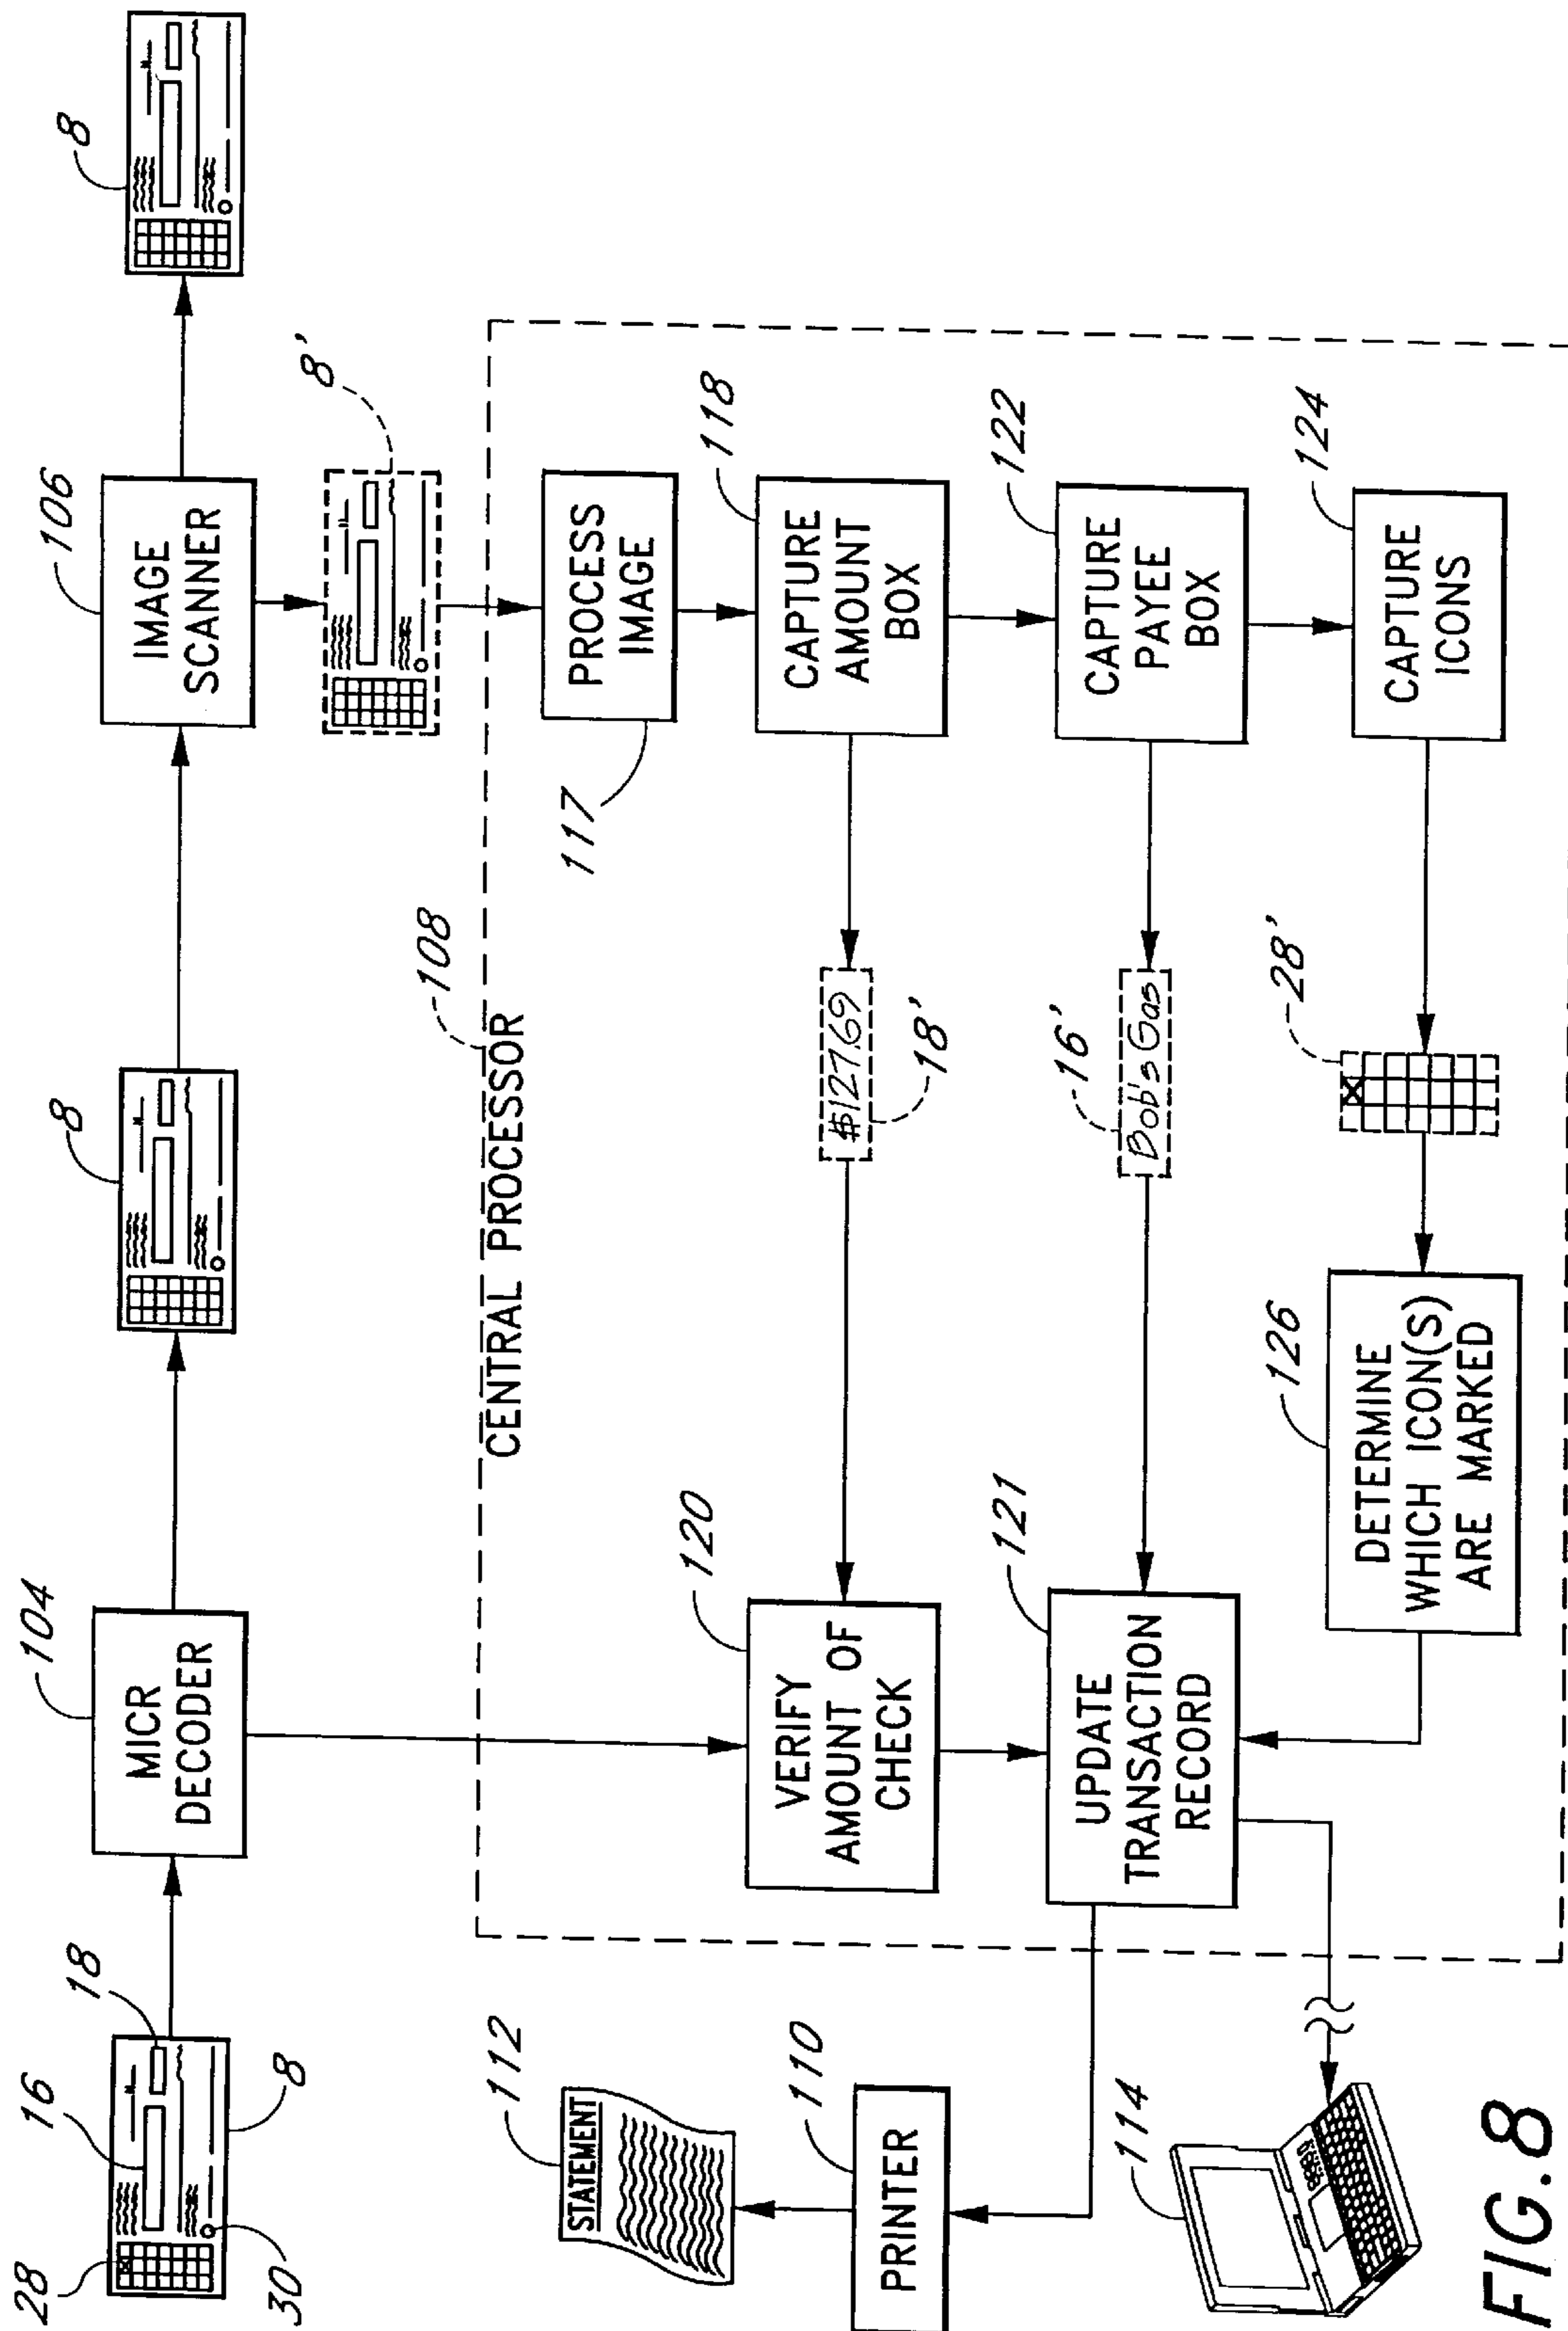 28
16
18
8
30
104
MICR
DECODER
8
106
IMAGE
SCANNER
8
8'
108
CENTRAL PROCESSOR
117
PROCESS
IMAGE
118
CAPTURE
AMOUNT
BOX
122
CAPTURE
PAYEE
BOX
124
CAPTURE
ICONS
$127.69
18'
16'
Bob's Gas
28'
120
VERIFY
AMOUNT OF
CHECK
121
UPDATE
TRANSACTION
RECORD
126
DETERMINE
WHICH ICON(S)
ARE MARKED
112
STATEMENT
110
PRINTER
114
FIG.8